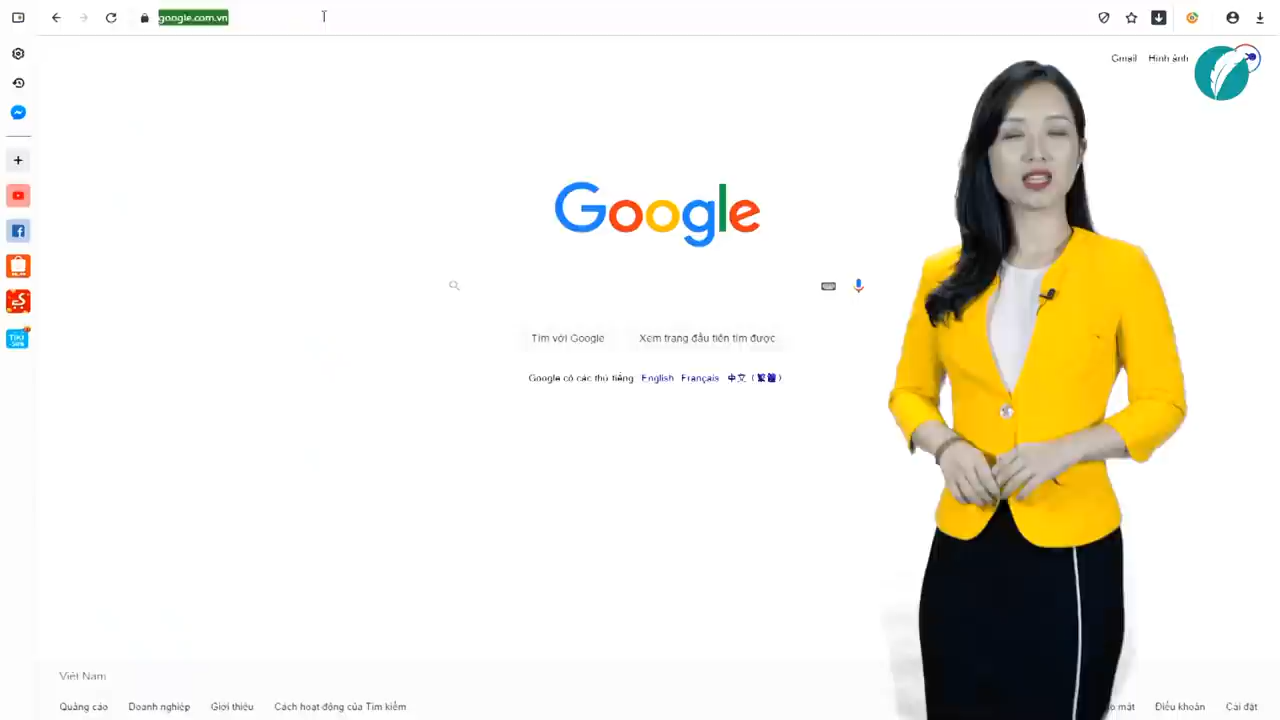 google.com.vn
Gmail Hình ảnh
Google
Tìm với Google Xem trang đầu tiên tìm được
Google có các thứ tiếng: English Français 中文（繁體）
TIKI
Việt Nam
Quảng cáo Doanh nghiệp Giới thiệu Cách hoạt động của Tìm kiếm
mật Điều khoản Cài đặt